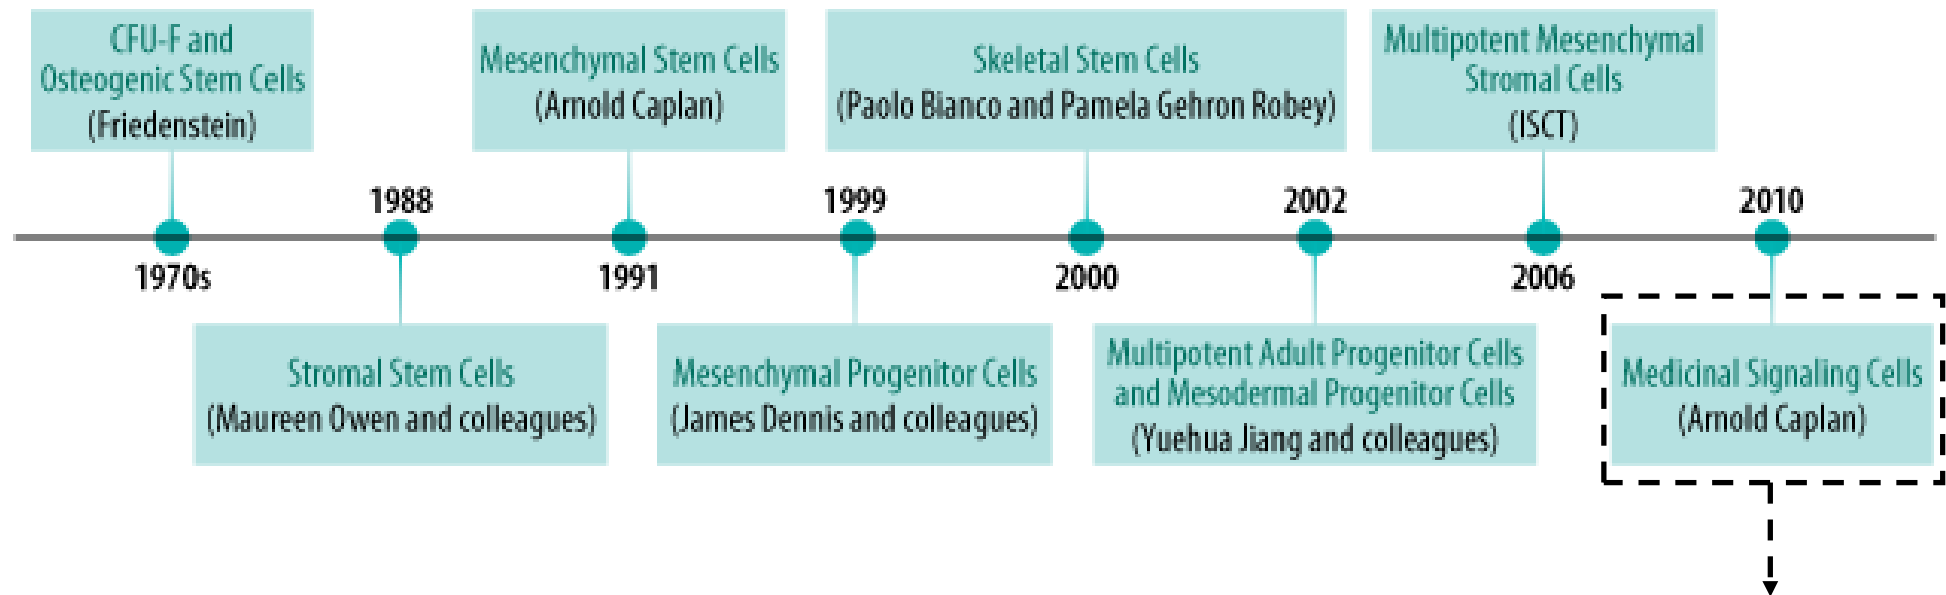 CFU-F and
Osteogenic Stem Cells
(Friedenstein)
1970s
1988
Stromal Stem Cells
(Maureen Owen and colleagues)
Mesenchymal Stem Cells
(Arnold Caplan)
1991
1999
Mesenchymal Progenitor Cells
(James Dennis and colleagues)
Skeletal Stem Cells
(Paolo Bianco and Pamela Gehron Robey)
2000
2002
Multipotent Adult Progenitor Cells
and Mesodermal Progenitor Cells
(Yuehua Jiang and colleagues)
Multipotent Mesenchymal
Stromal Cells
(ISCT)
2006
2010
Medicinal Signaling Cells
(Arnold Caplan)